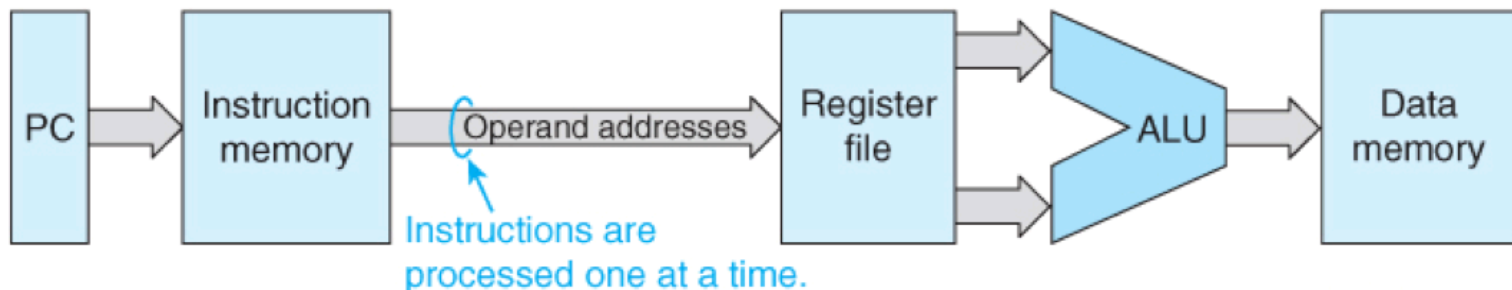 PC
Instruction
memory
Operand addresses
Register
file
ALU
Data
memory
Instructions are
processed one at a time.